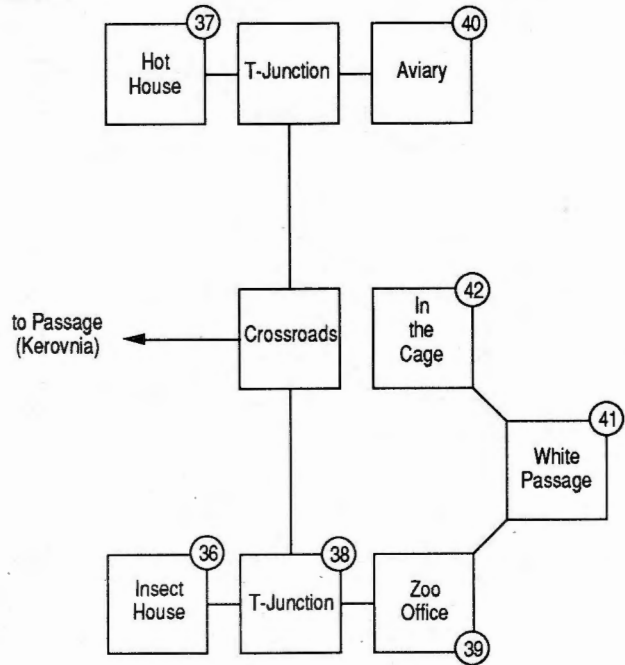 37
40
Hot
House
T-Junction
Aviary
42
In
the
Cage
to Passage
(Kerovnia)
Crossroads
41
White
Passage
36
38
Insect
House
T-Junction
Zoo
Office
39